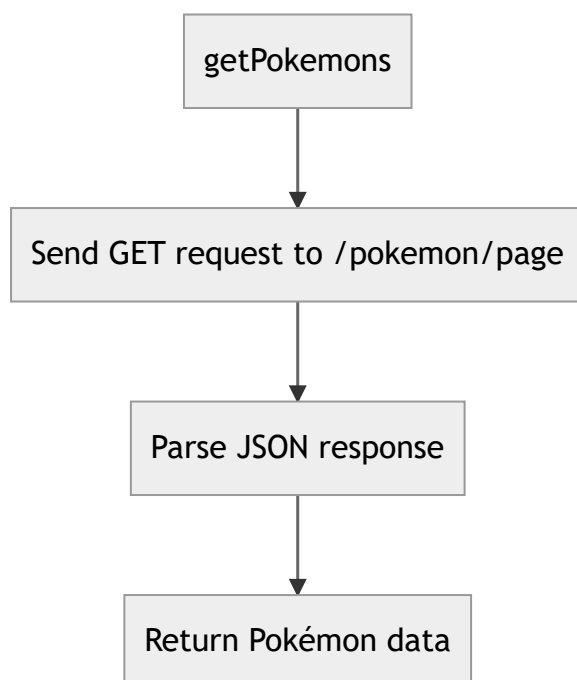 getPokemons
Send GET request to /pokemon/page
Parse JSON response
Return Pokémon data